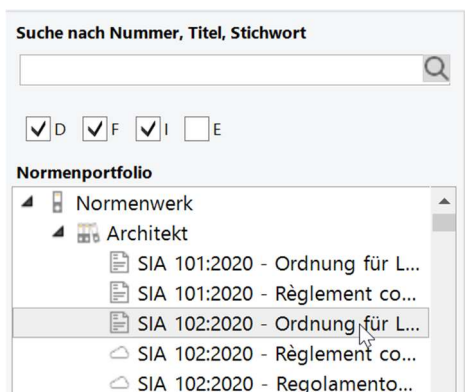 Suche nach Nummer, Titel, Stichwort
D F I E
Normenportfolio
Normenwerk
Architekt
SIA 101:2020 - Ordnung für L...
SIA 101:2020 - Règlement co...
SIA 102:2020 - Ordnung für L...
SIA 102:2020 - Règlement co...
SIA 102:2020 - Regolamento...